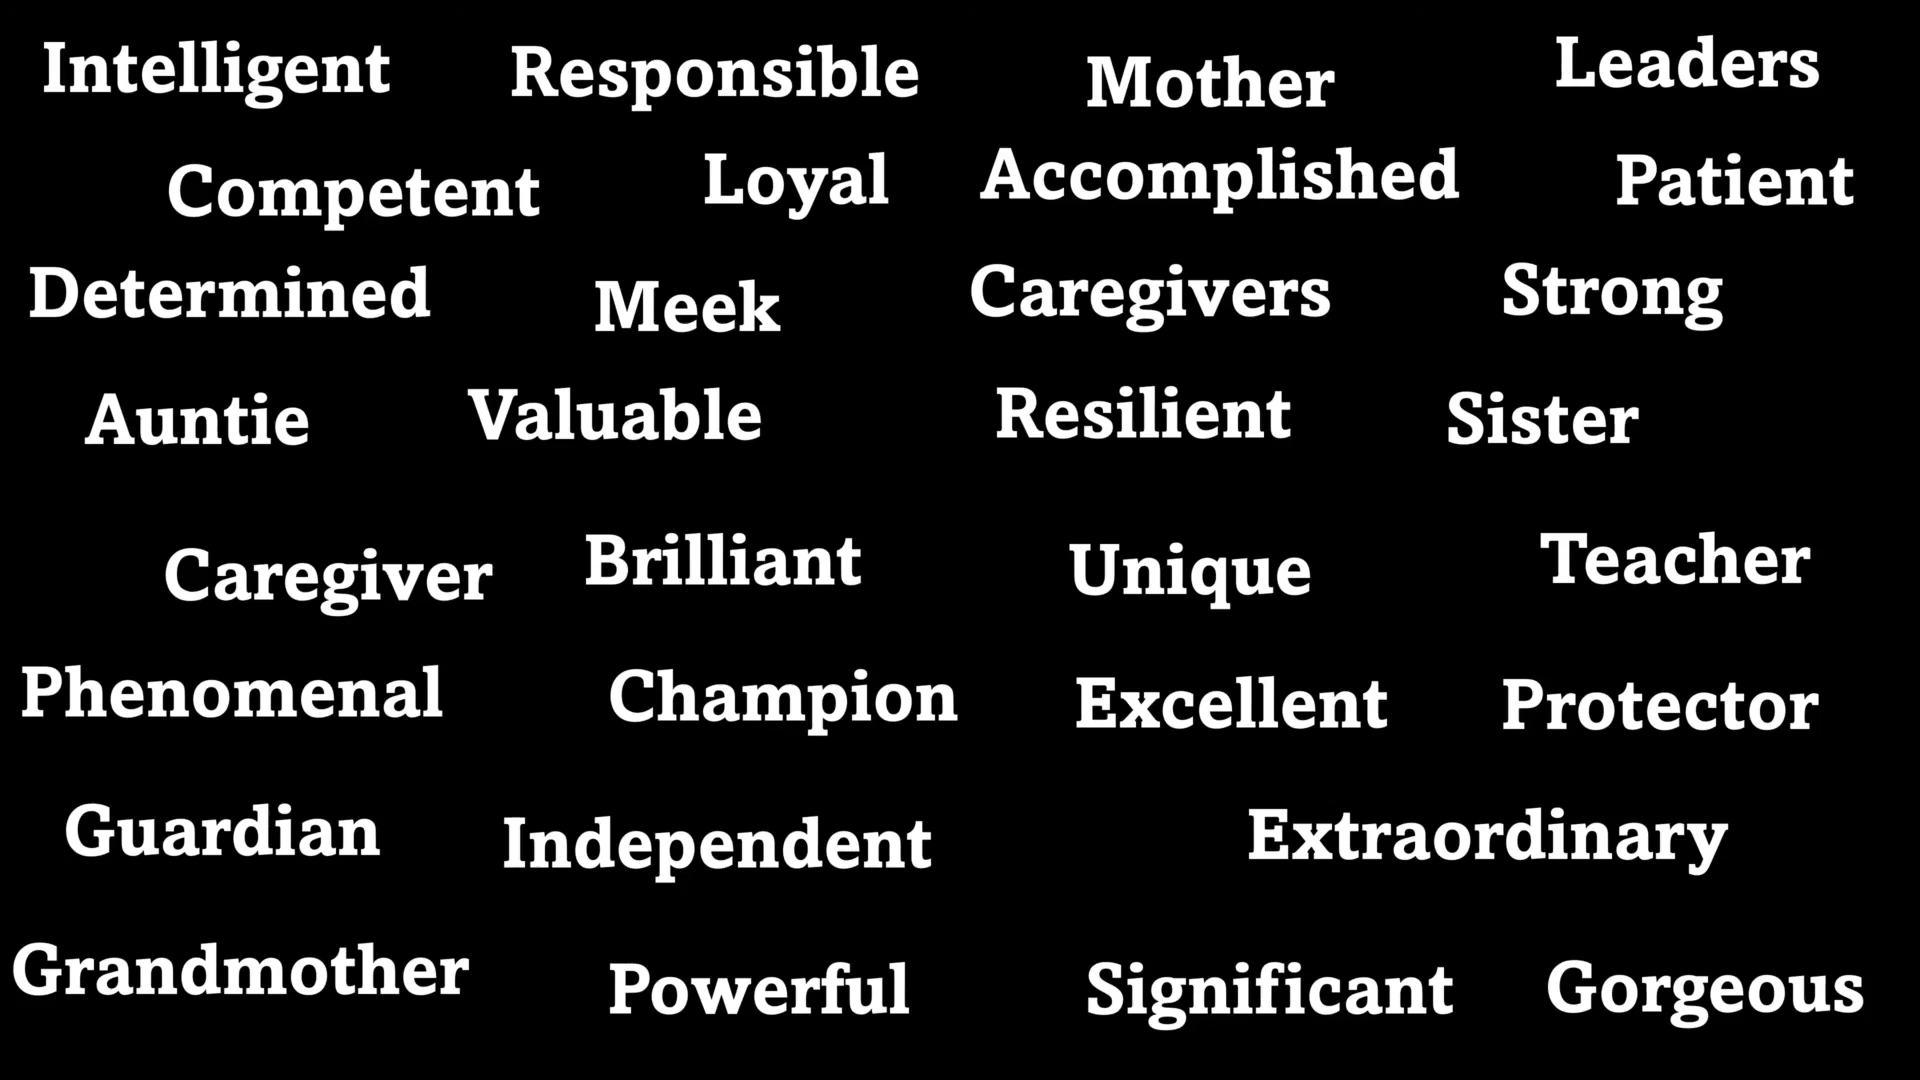 Intelligent Responsible Mother Leaders
Competent Loyal Accomplished Patient
Determined Meek Caregivers Strong
Auntie Valuable Resilient Sister
Caregiver Brilliant Unique Teacher
Phenomenal Champion Excellent Protector
Guardian Independent Extraordinary
Grandmother Powerful Significant Gorgeous